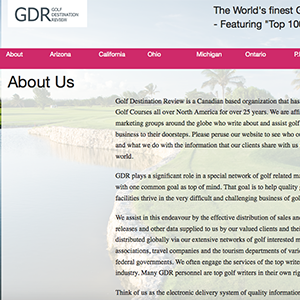 GDR GOLF
DESTINATION
REVIEW
The World's finest G
- Featuring "Top 100
About Arizona California Ohio Michigan Ontario P.
About Us
Golf Destination Review is a Canadian based organization that has
Golf Courses all over North America for over 25 years. We are affi
marketing groups around the globe who write about and assist golf
business to their doorsteps. Please peruse our website to see who o
and what we do with the information that our clients share with us
world.
GDR plays a significant role in a special network of golf related ma
with one common goal as top of mind. That goal is to help quality
facilities thrive in the very difficult and challenging business of gol
We assist in this endeavour by the effective distribution of sales an
releases and other data supplied to us by our valued clients and thei
distributed globally via our extensive networks of golf interested m
associations, travel companies and the tourism departments of vario
federal governments. We often engage the services of the top write
industry. Many GDR personnel are top golf writers in their own rig
Think of us as the electronic delivery system of quality information